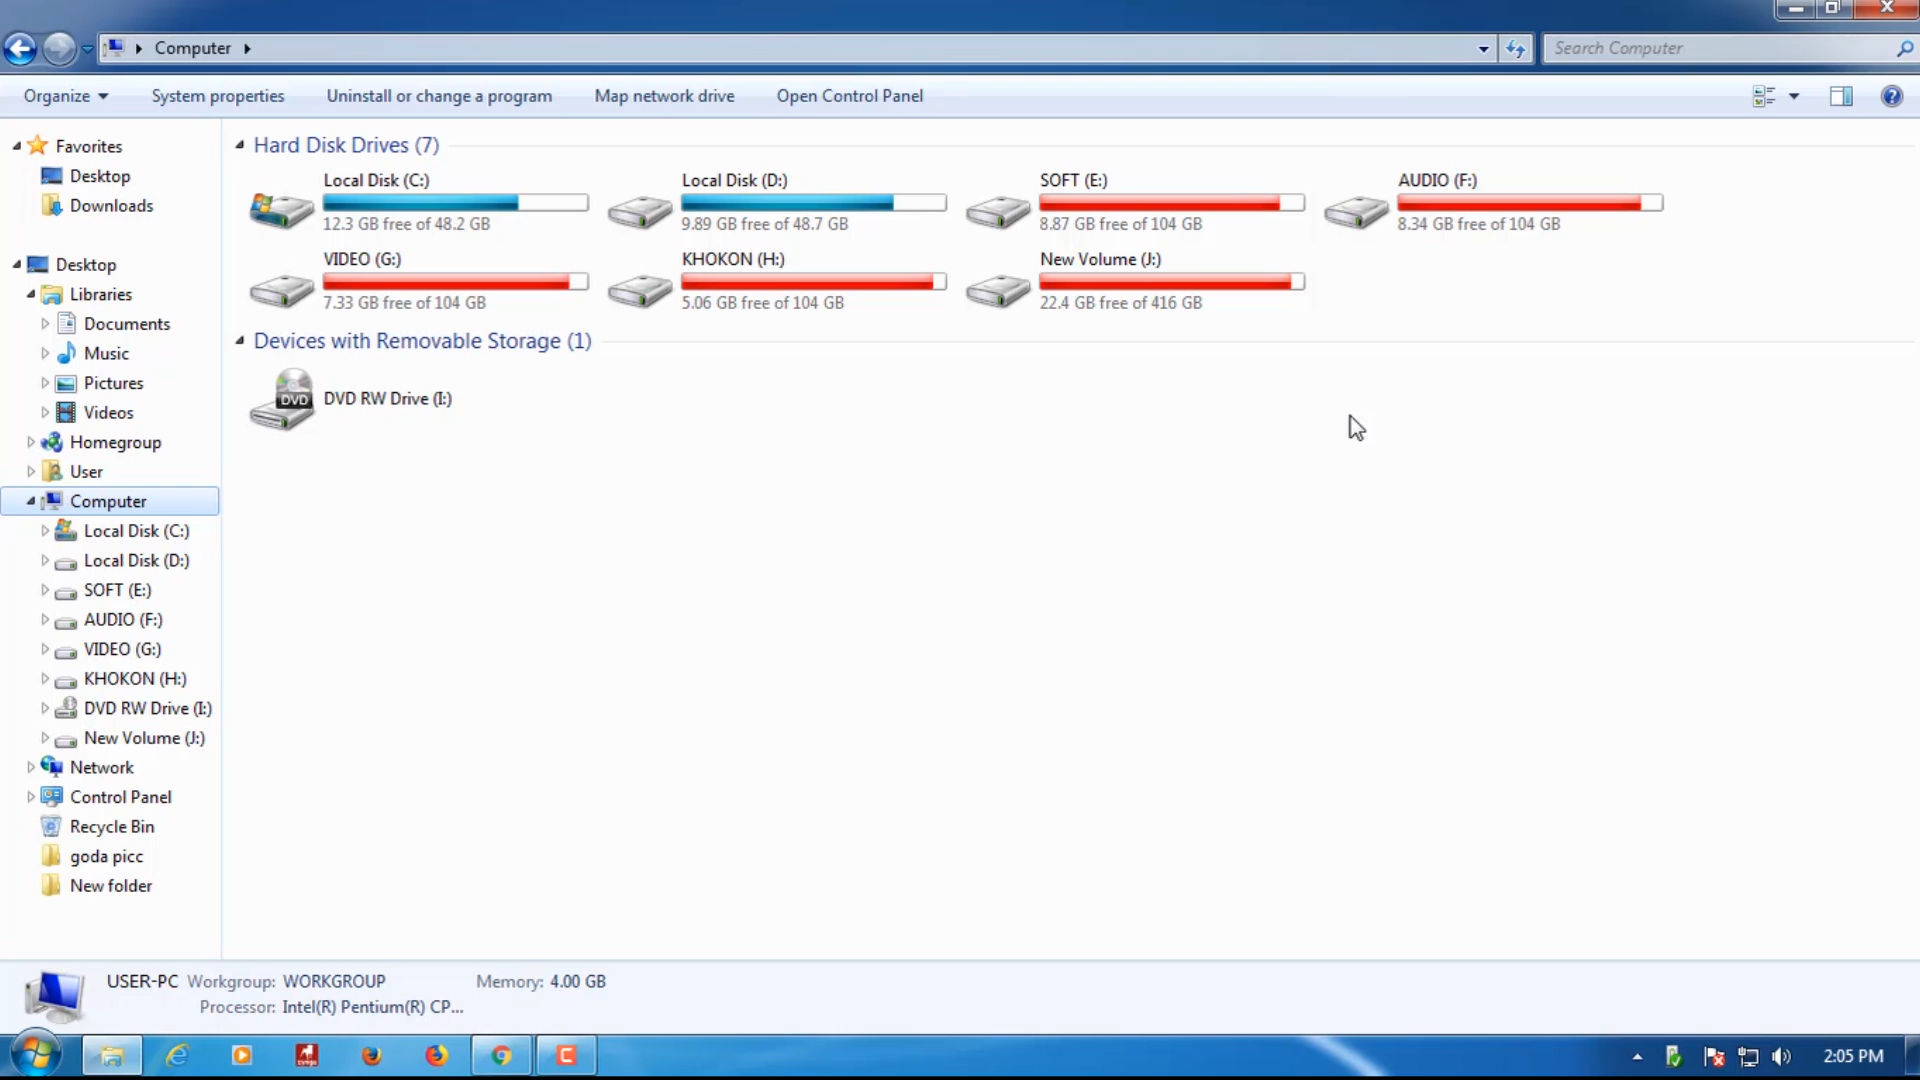 Computer
Search Computer
Organize
System properties
Uninstall or change a program
Map network drive
Open Control Panel
Favorites
Desktop
Downloads
Desktop
Libraries
Documents
Music
Pictures
Videos
Homegroup
User
Computer
Local Disk (C:)
Local Disk (D:)
SOFT (E:)
AUDIO (F:)
VIDEO (G:)
KHOKON (H:)
DVD RW Drive (I:)
New Volume (J:)
Network
Control Panel
Recycle Bin
goda picc
New folder
Hard Disk Drives (7)
Local Disk (C:)
12.3 GB free of 48.2 GB
Local Disk (D:)
9.89 GB free of 48.7 GB
SOFT (E:)
8.87 GB free of 104 GB
AUDIO (F:)
8.34 GB free of 104 GB
VIDEO (G:)
7.33 GB free of 104 GB
KHOKON (H:)
5.06 GB free of 104 GB
New Volume (J:)
22.4 GB free of 416 GB
Devices with Removable Storage (1)
DVD
DVD RW Drive (I:)
USER-PC Workgroup: WORKGROUP Memory: 4.00 GB
Processor: Intel(R) Pentium(R) CP...
2:05 PM